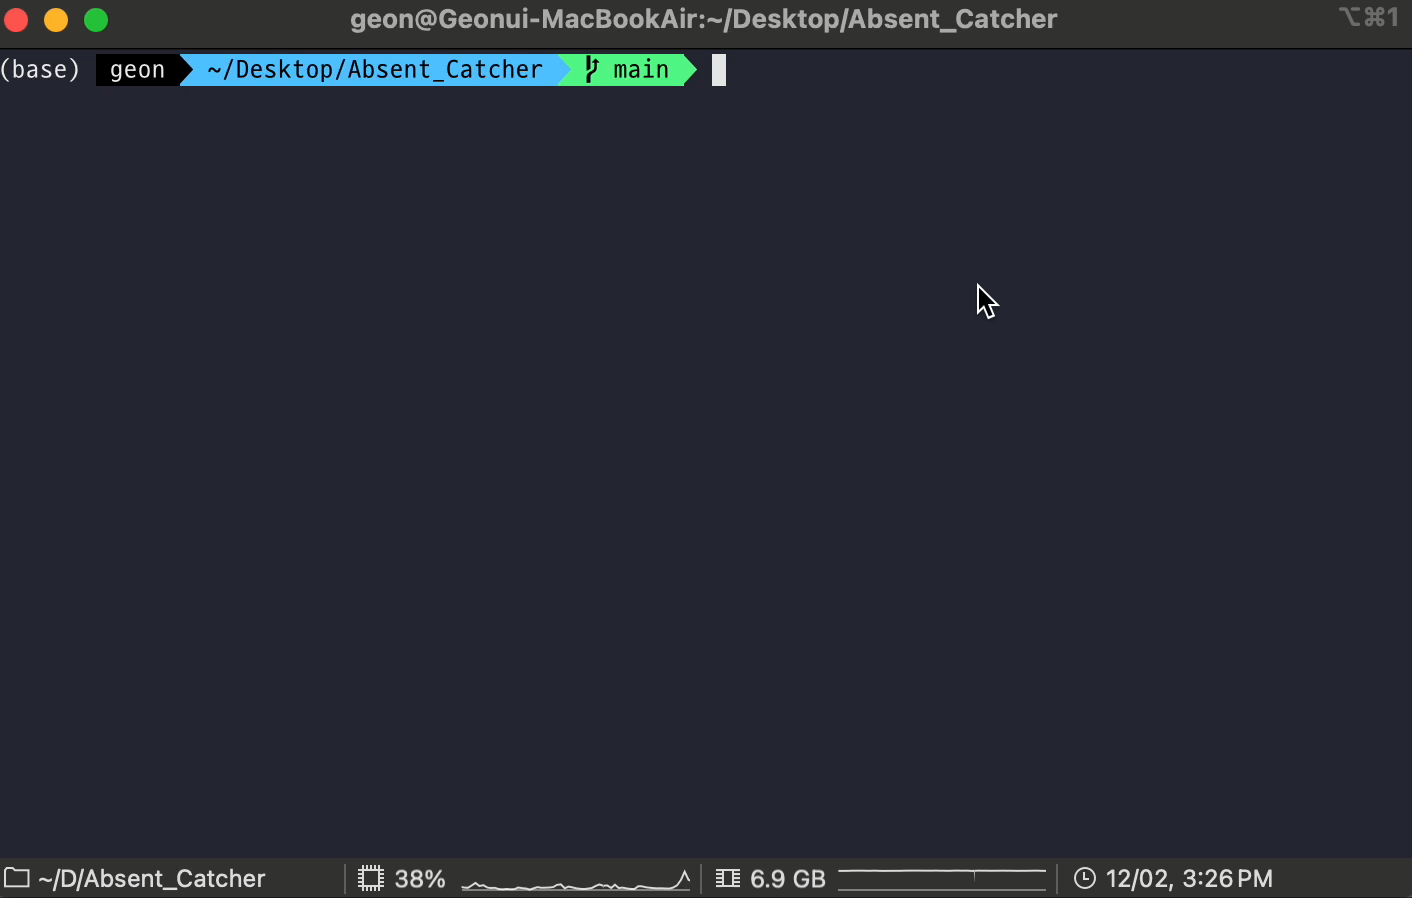 geon@Geonui-MacBookAir:~/Desktop/Absent_Catcher ⌥⌘1
(base) geon ~/Desktop/Absent_Catcher main
~/D/Absent_Catcher 38% 6.9 GB 12/02, 3:26 PM